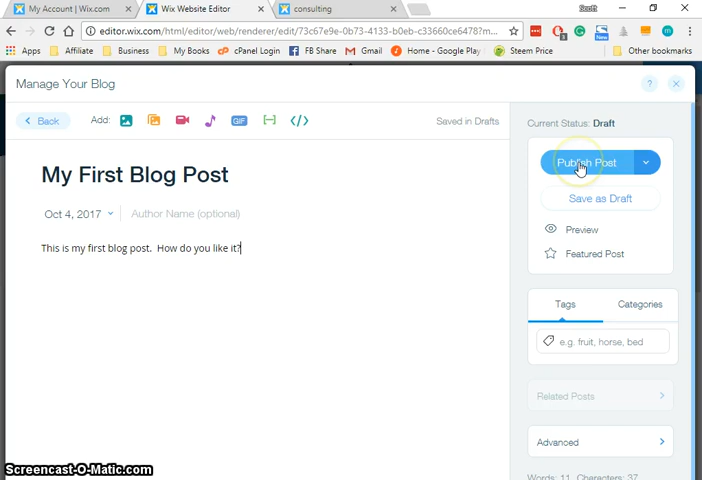 My Account | Wix.com
Wix Website Editor
consulting
Scott
editor.wix.com/html/editor/web/renderer/edit/73c67e9e-0b73-4133-b0eb-c33660ce6478?m...
Apps
Affiliate
Business
My Books
cPanel Login
FB Share
Gmail
Home - Google Play
Steem Price
Other bookmarks
Manage Your Blog
?
Back
Add:
GIF
Saved in Drafts
Current Status: Draft
My First Blog Post
Publish Post
Save as Draft
Oct 4, 2017
Author Name (optional)
Preview
This is my first blog post. How do you like it?
Featured Post
Tags
Categories
e.g. fruit, horse, bed
Related Posts
Advanced
Words: 11, Characters: 37
Screencast-O-Matic.com